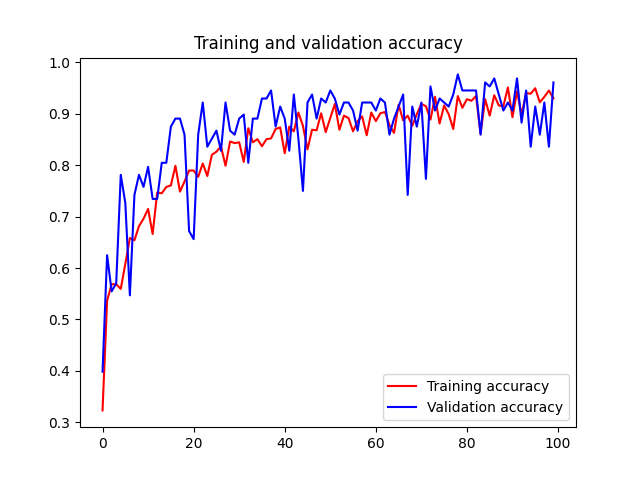 Training and validation accuracy
1.0
0.9
0.8
0.7
0.6
0.5
0.4
0.3
0 20 40 60 80 100
Training accuracy
Validation accuracy